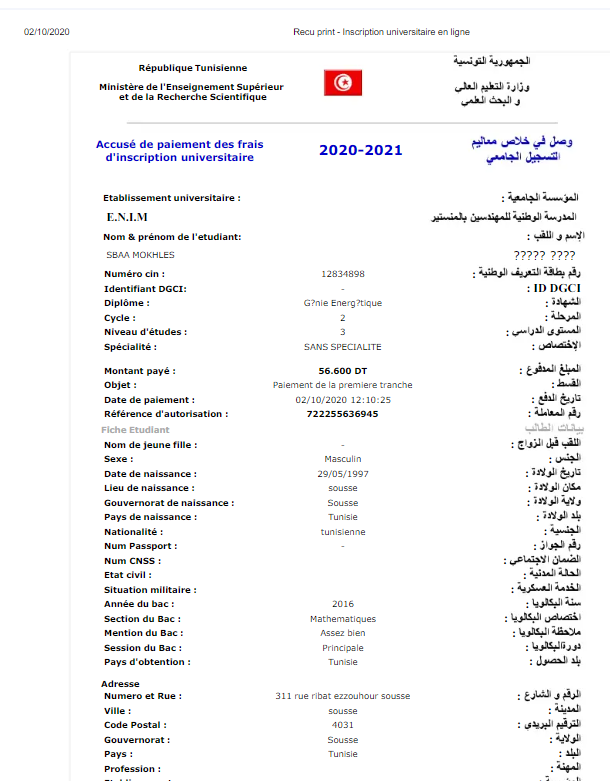 02/10/2020 Recu print - Inscription universitaire en ligne
République Tunisienne الجمهورية التونسية
Ministère de l'Enseignement Supérieur وزارة التعليم العالي
et de la Recherche Scientifique و البحث العلمي
Accusé de paiement des frais 2020-2021 وصل في خلاص معاليم
d'inscription universitaire التسجيل الجامعي
Etablissement universitaire : المؤسسة الجامعية :
E.N.I.M المدرسة الوطنية للمهندسين بالمنستير
Nom & prénom de l'etudiant: الإسم و اللقب :
SBAA MOKHLES ????? ????
Numéro cin : 12834898 رقم بطاقة التعريف الوطنية :
Identifiant DGCI: - : ID DGCI
Diplôme : G?nie Energ?tique الشهادة :
Cycle : 2 المرحلة :
Niveau d'études : 3 المستوى الدراسي :
Spécialité : SANS SPECIALITE الإختصاص :
Montant payé : 56.600 DT المبلغ المدفوع :
Objet : Paiement de la premiere tranche القسط :
Date de paiement : 02/10/2020 12:10:25 تاريخ الدفع :
Référence d'autorisation : 722255636945 رقم المعاملة :
Fiche Etudiant بيانات الطالب
Nom de jeune fille : - اللقب قبل الزواج :
Sexe : Masculin الجنس :
Date de naissance : 29/05/1997 تاريخ الولادة :
Lieu de naissance : sousse مكان الولادة :
Gouvernorat de naissance : Sousse ولاية الولادة :
Pays de naissance : Tunisie بلد الولادة :
Nationalité : tunisienne الجنسية :
Num Passport : - رقم الجواز :
Num CNSS : الضمان الاجتماعي :
Etat civil : الحالة المدنية :
Situation militaire : الخدمة العسكرية :
Année du bac : 2016 سنة البكالويا :
Section du Bac : Mathematiques اختصاص البكالويا :
Mention du Bac : Assez bien ملاحظة البكالويا :
Session du Bac : Principale دورةالبكالويا :
Pays d'obtention : Tunisie بلد الحصول :
Adresse
Numero et Rue : 311 rue ribat ezzouhour sousse الرقم و الشارع :
Ville : sousse المدينة :
Code Postal : 4031 الترقيم البريدي :
Gouvernorat : Sousse الولاية :
Pays : Tunisie البلد :
Profession : المهنة :